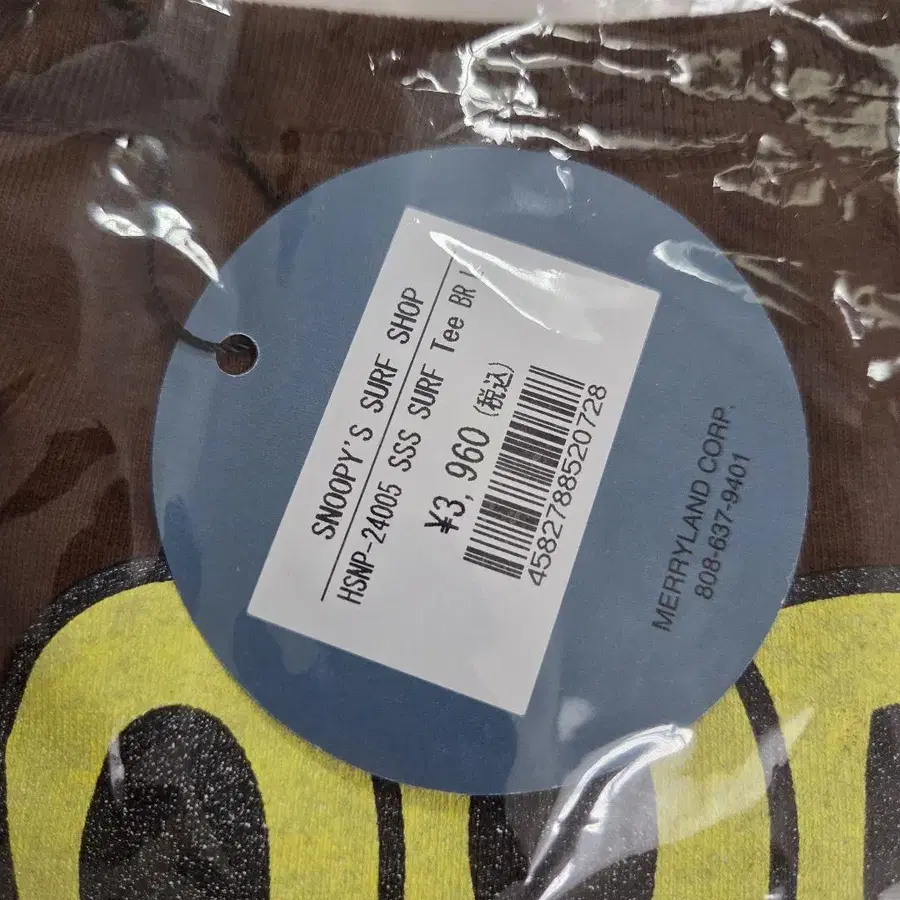 SNOOPY'S SURF SHOP
HSNP-24005 SSS SURF Tee BR
¥3,960 (税込)
4582788520728
MERRYLAND CORP.
808-637-9401